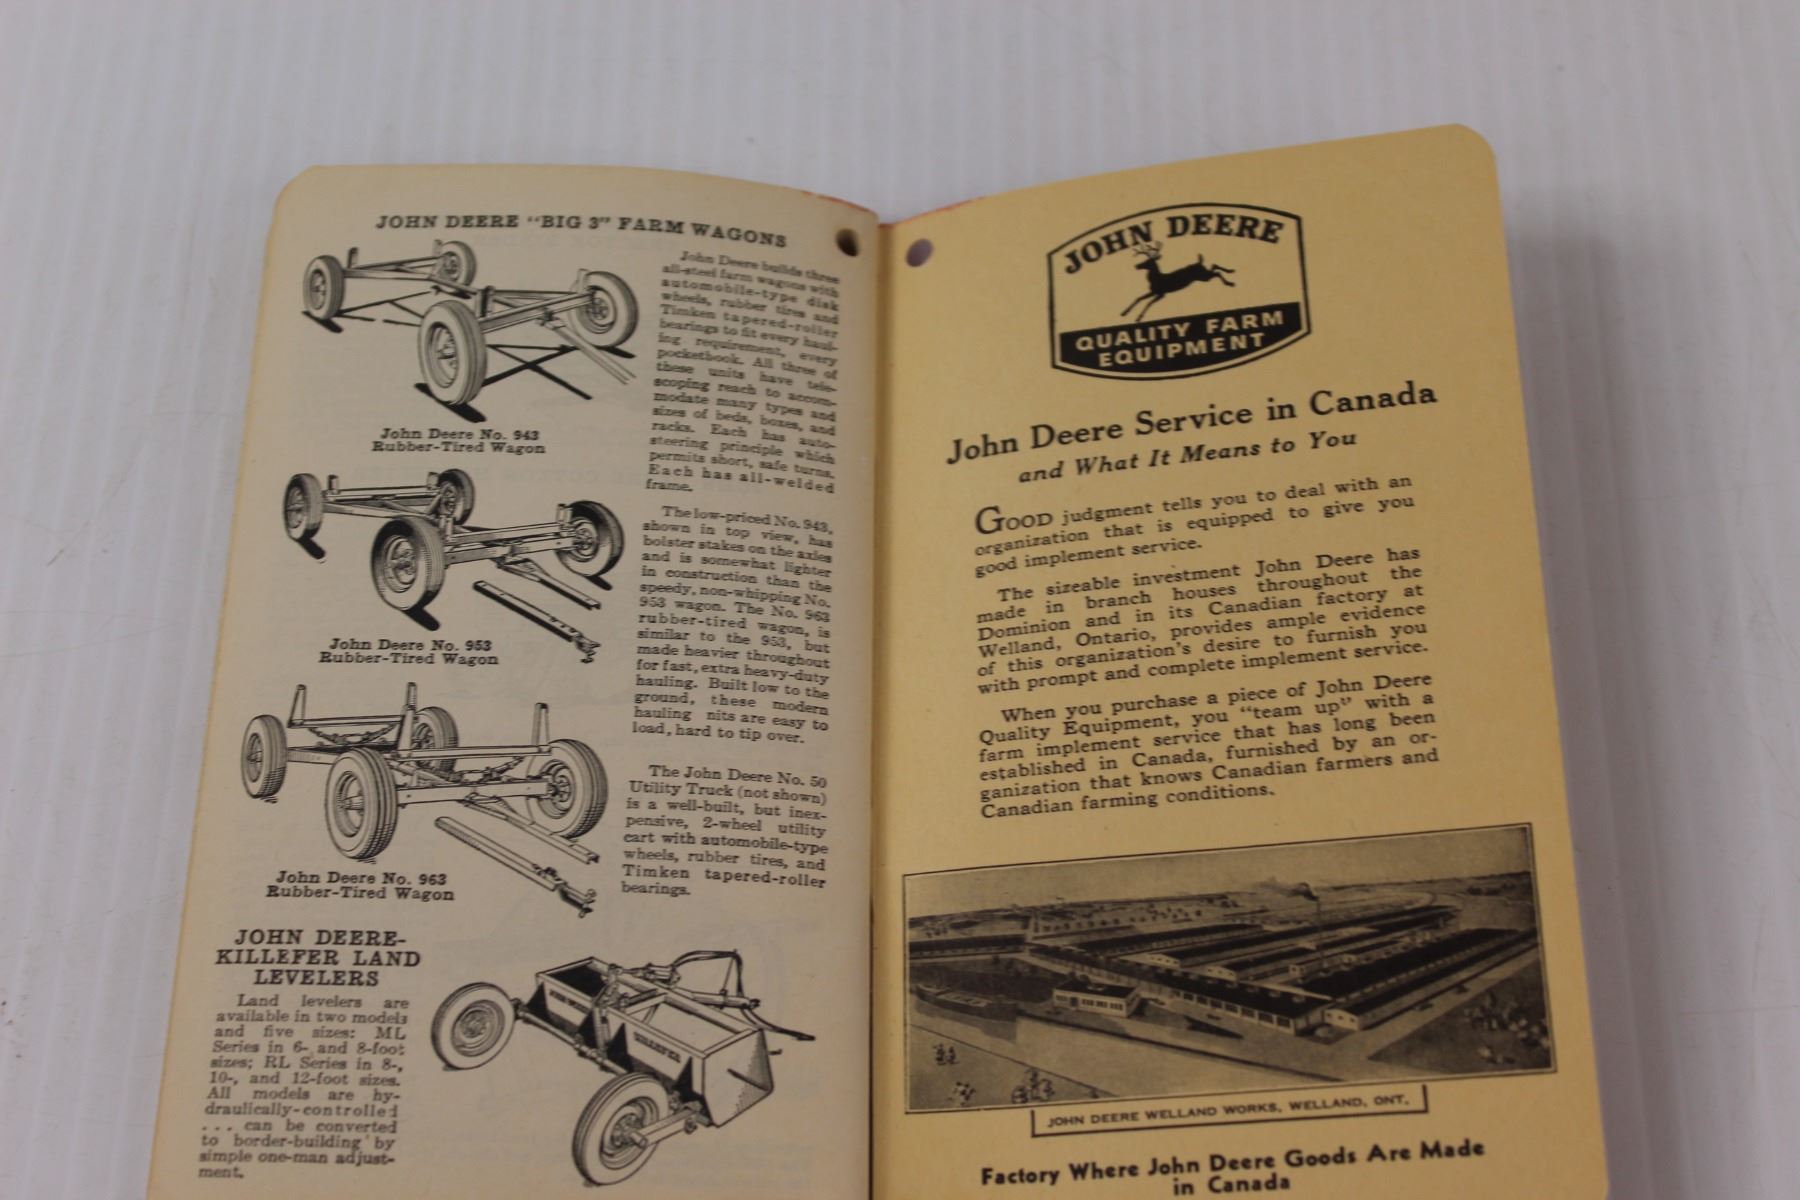 JOHN DEERE "BIG 3" FARM WAGONS
John Deere builds three
all-steel farm wagons with
automobile-type disk
wheels, rubber tires and
Timken tapered-roller
bearings to fit every haul-
ing requirement, every
pocketbook. All three of
these units have tele-
scoping reach to accom-
modate many types and
sizes of beds, boxes, and
racks. Each has auto-
steering principle which
permits short, safe turns.
Each has all-welded
frame.
John Deere No. 943
Rubber-Tired Wagon
The low-priced No. 943,
shown in top view, has
bolster stakes on the axles
and is somewhat lighter
in construction than the
speedy, non-whipping No.
953 wagon. The No. 963
rubber-tired wagon, is
similar to the 953, but
made heavier throughout
for fast, extra heavy-duty
hauling. Built low to the
ground, these modern
hauling nits are easy to
load, hard to tip over.
John Deere No. 953
Rubber-Tired Wagon
The John Deere No. 50
Utility Truck (not shown)
is a well-built, but inex-
pensive, 2-wheel utility
cart with automobile-type
wheels, rubber tires, and
Timken tapered-roller
bearings.
John Deere No. 963
Rubber-Tired Wagon
JOHN DEERE-
KILLEFER LAND
LEVELERS
Land levelers are
available in two models
and five sizes: ML
Series in 6-, and 8-foot
sizes; RL Series in 8-,
10-, and 12-foot sizes.
All models are hy-
draulically-controlled
... can be converted
to border-building by
simple one-man adjust-
ment.
KILLEFER
JOHN DEERE
QUALITY FARM
EQUIPMENT
John Deere Service in Canada
and What It Means to You
GOOD judgment tells you to deal with an
organization that is equipped to give you
good implement service.
The sizeable investment John Deere has
made in branch houses throughout the
Dominion and in its Canadian factory at
Welland, Ontario, provides ample evidence
of this organization's desire to furnish you
with prompt and complete implement service.
When you purchase a piece of John Deere
Quality Equipment, you "team up" with a
farm implement service that has long been
established in Canada, furnished by an or-
ganization that knows Canadian farmers and
Canadian farming conditions.
JOHN DEERE WELLAND WORKS, WELLAND, ONT.
Factory Where John Deere Goods Are Made
in Canada